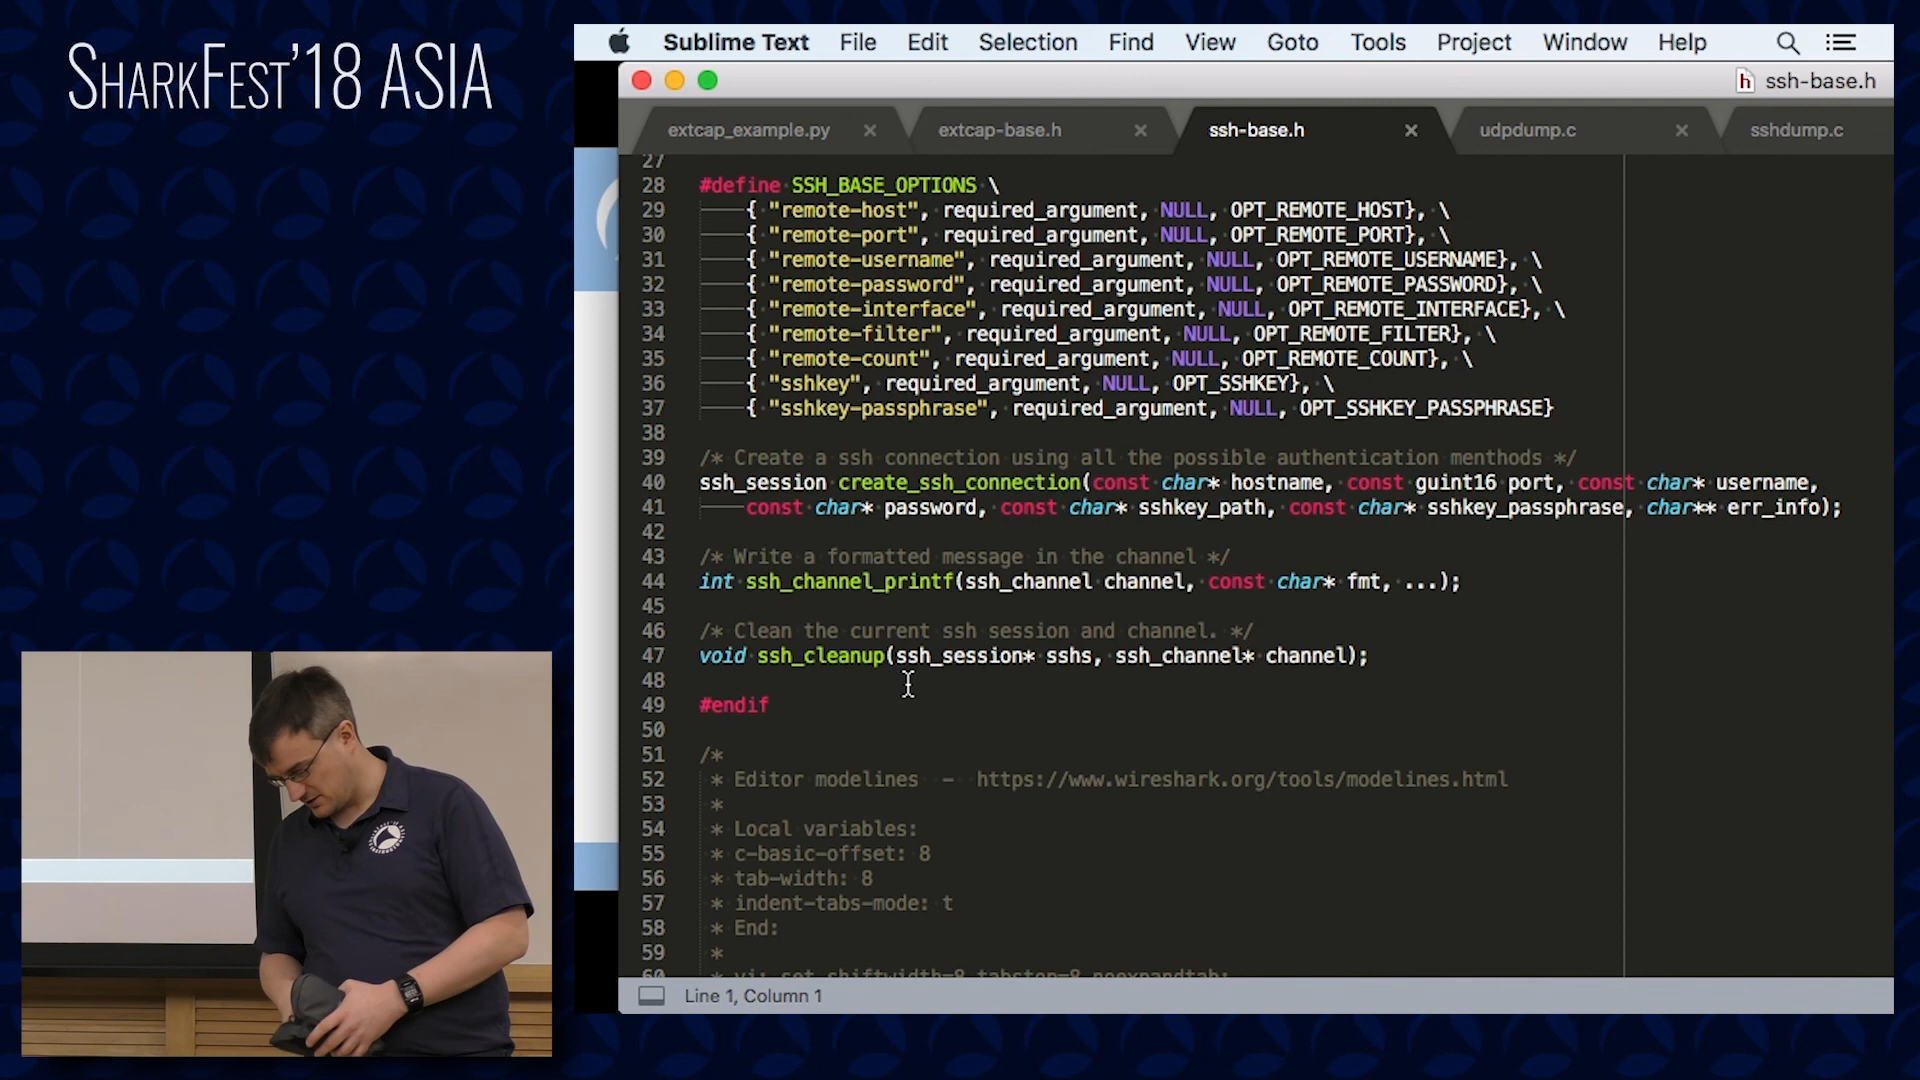 SHARKFEST'18 ASIA
Sublime Text File Edit Selection Find View Goto Tools Project Window Help
ssh-base.h
extcap_example.py × extcap-base.h × ssh-base.h × udpdump.c × sshdump.c
27
28 #define SSH_BASE_OPTIONS \
29 { "remote-host", required_argument, NULL, OPT_REMOTE_HOST}, \
30 { "remote-port", required_argument, NULL, OPT_REMOTE_PORT}, \
31 { "remote-username", required_argument, NULL, OPT_REMOTE_USERNAME}, \
32 { "remote-password", required_argument, NULL, OPT_REMOTE_PASSWORD}, \
33 { "remote-interface", required_argument, NULL, OPT_REMOTE_INTERFACE}, \
34 { "remote-filter", required_argument, NULL, OPT_REMOTE_FILTER}, \
35 { "remote-count", required_argument, NULL, OPT_REMOTE_COUNT}, \
36 { "sshkey", required_argument, NULL, OPT_SSHKEY}, \
37 { "sshkey-passphrase", required_argument, NULL, OPT_SSHKEY_PASSPHRASE}
38
39 /* Create a ssh connection using all the possible authentication menthods */
40 ssh_session create_ssh_connection(const char* hostname, const guint16 port, const char* username,
41 const char* password, const char* sshkey_path, const char* sshkey_passphrase, char** err_info);
42
43 /* Write a formatted message in the channel */
44 int ssh_channel_printf(ssh_channel channel, const char* fmt, ...);
45
46 /* Clean the current ssh session and channel. */
47 void ssh_cleanup(ssh_session* sshs, ssh_channel* channel);
48
49 #endif
50
51 /*
52 * Editor modelines - https://www.wireshark.org/tools/modelines.html
53 *
54 * Local variables:
55 * c-basic-offset: 8
56 * tab-width: 8
57 * indent-tabs-mode: t
58 * End:
59 *
60 * vi: set shiftwidth=8 tabstop=8 noexpandtab:
Line 1, Column 1